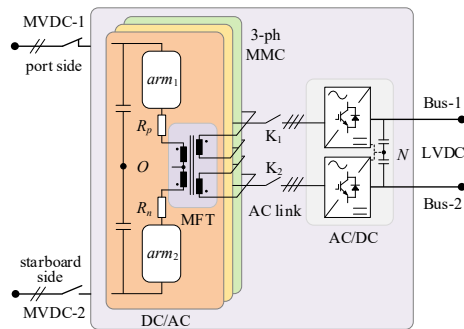 MVDC-1
port side
3-ph
MMC
arm1
Rp
K1
Bus-1
O
N
LVDC
K2
Rn
MFT
AC link
Bus-2
AC/DC
arm2
starboard
side
MVDC-2
DC/AC